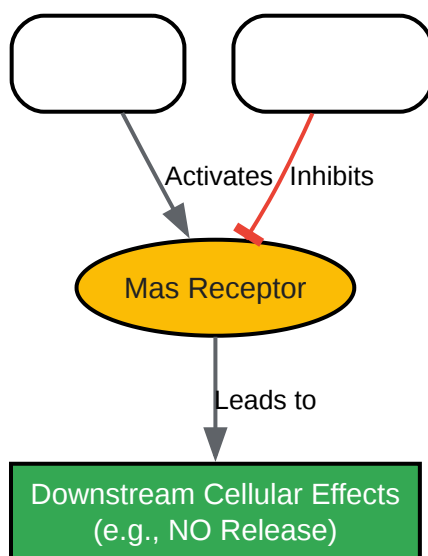 Activates
Inhibits
Mas Receptor
Leads to
Downstream Cellular Effects
(e.g., NO Release)